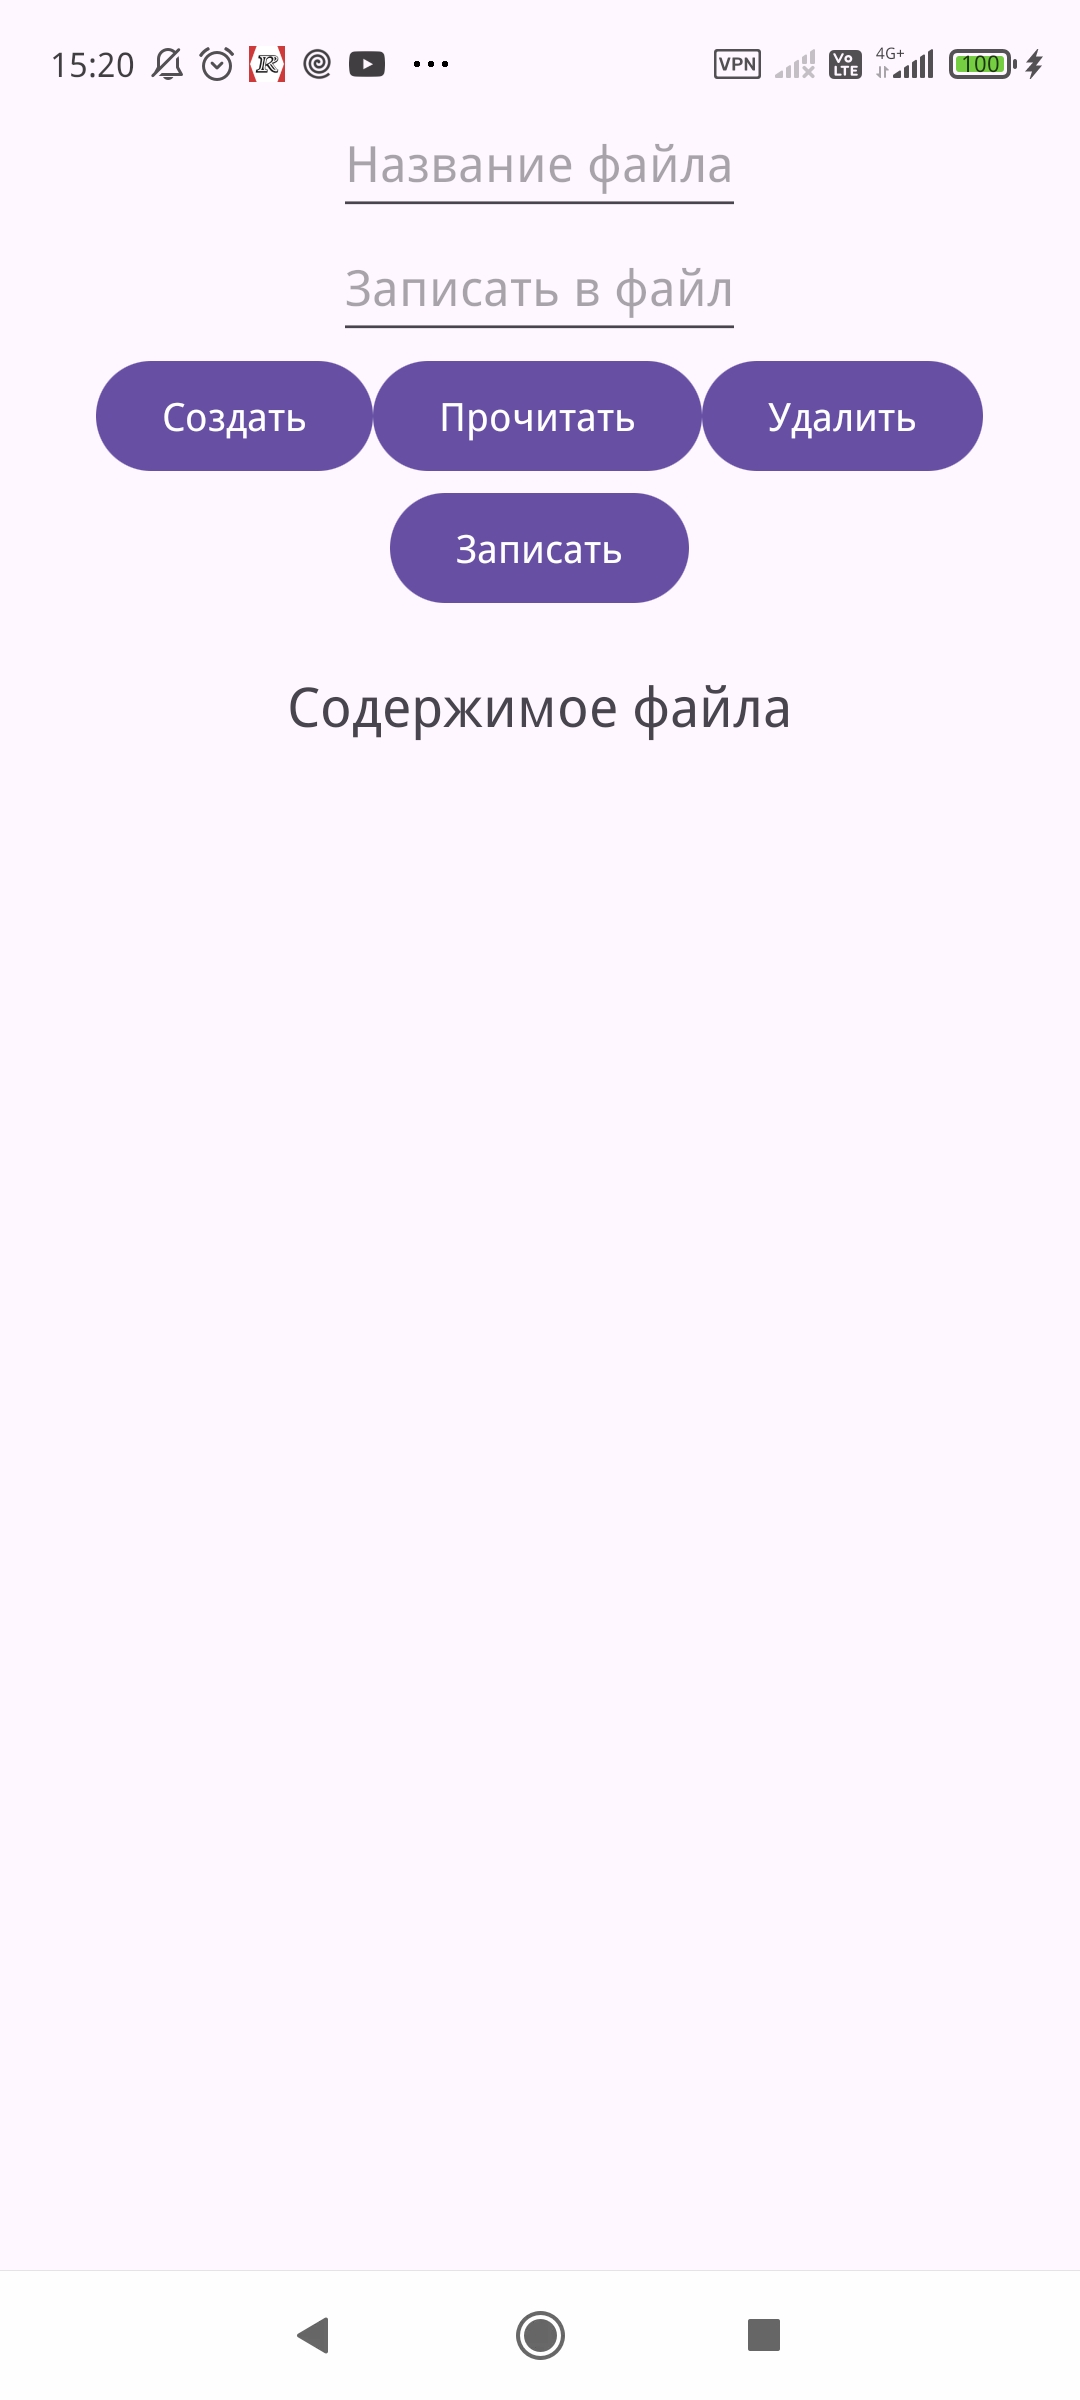 15:20 R ... VPN Vo LTE 4G+ 100
Название файла
Записать в файл
Создать Прочитать Удалить
Записать
Содержимое файла